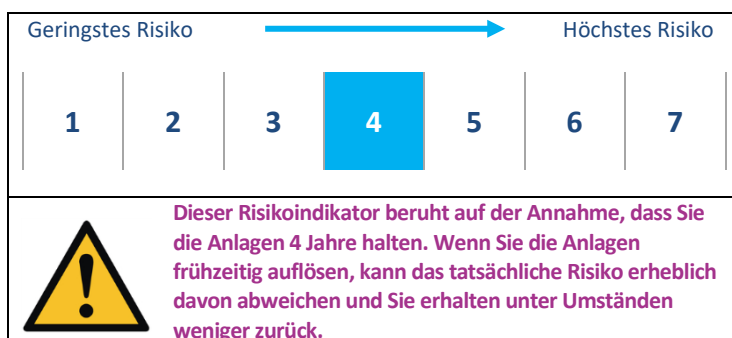 Geringstes Risiko Höchstes Risiko
1 2 3 4 5 6 7
Dieser Risikoindikator beruht auf der Annahme, dass Sie
die Anlagen 4 Jahre halten. Wenn Sie die Anlagen
frühzeitig auflösen, kann das tatsächliche Risiko erheblich
davon abweichen und Sie erhalten unter Umständen
weniger zurück.